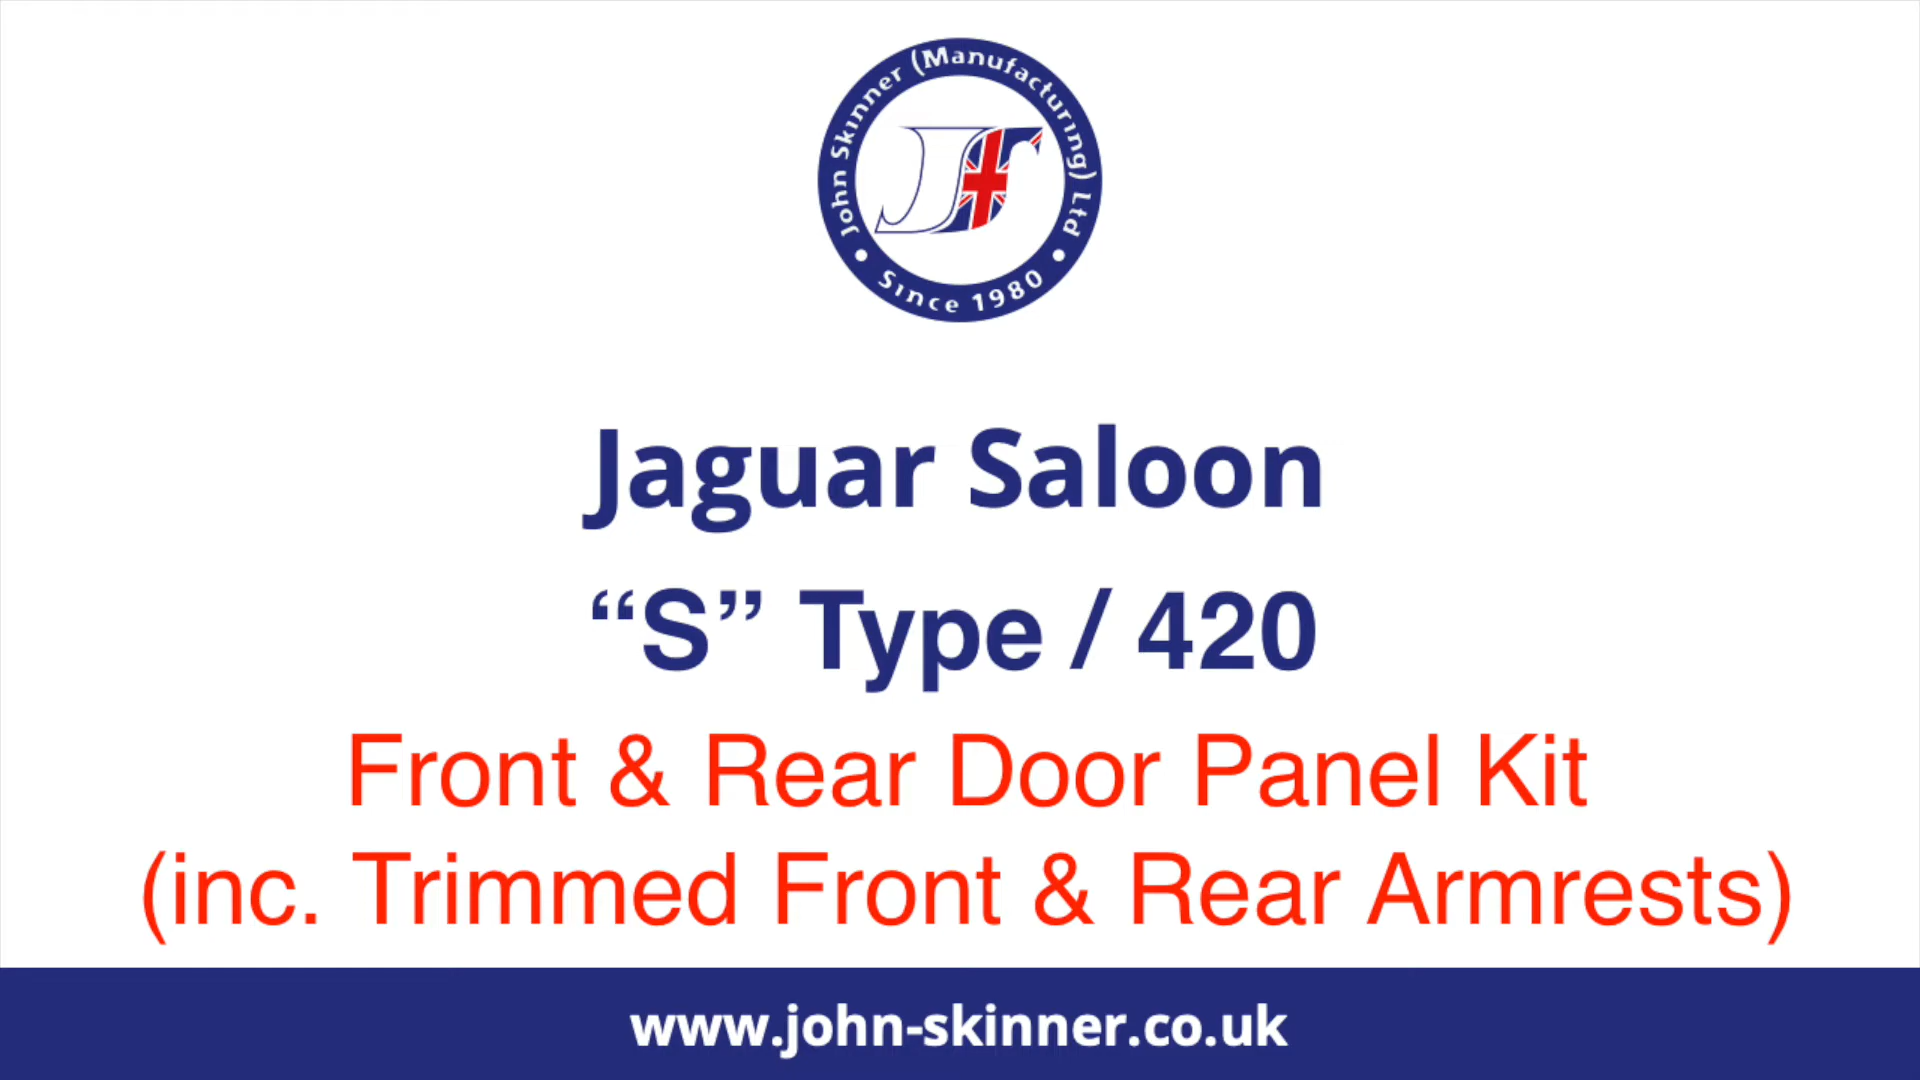 John Skinner (Manufacturing) Ltd
• Since 1980 •
JS
Jaguar Saloon
“S” Type / 420
Front & Rear Door Panel Kit
(inc. Trimmed Front & Rear Armrests)
www.john-skinner.co.uk